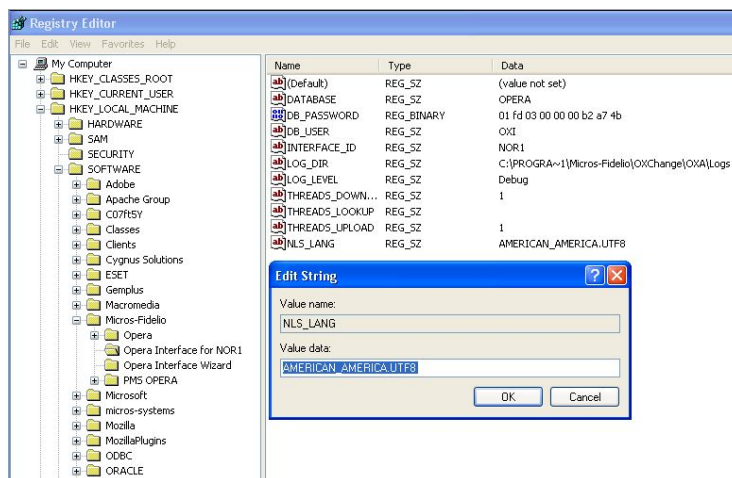 Registry Editor
File Edit View Favorites Help
My Computer
HKEY_CLASSES_ROOT
HKEY_CURRENT_USER
HKEY_LOCAL_MACHINE
HARDWARE
SAM
SECURITY
SOFTWARE
Adobe
Apache Group
C07ft5Y
Classes
Clients
Cygnus Solutions
ESET
Gemplus
Macromedia
Micros-Fidelio
Opera
Opera Interface for NOR1
Opera Interface Wizard
PMS OPERA
Microsoft
micros-systems
Mozilla
MozillaPlugins
ODBC
ORACLE
Name Type Data
(Default) REG_SZ (value not set)
DATABASE REG_SZ OPERA
DB_PASSWORD REG_BINARY 01 fd 03 00 00 00 b2 a7 4b
DB_USER REG_SZ OXI
INTERFACE_ID REG_SZ NOR1
LOG_DIR REG_SZ C:\PROGRA~1\Micros-Fidelio\OXChange\OXA\Logs
LOG_LEVEL REG_SZ Debug
THREADS_DOWN... REG_SZ 1
THREADS_LOOKUP REG_SZ
THREADS_UPLOAD REG_SZ 1
NLS_LANG REG_SZ AMERICAN_AMERICA.UTF8
Edit String
Value name:
NLS_LANG
Value data:
AMERICAN_AMERICA.UTF8
OK Cancel